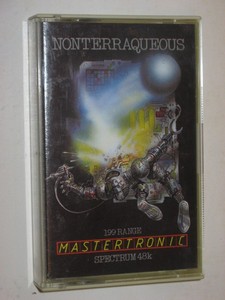 NONTERRAQUEOUS
199 RANGE
MASTERTRONIC
SPECTRUM 48k